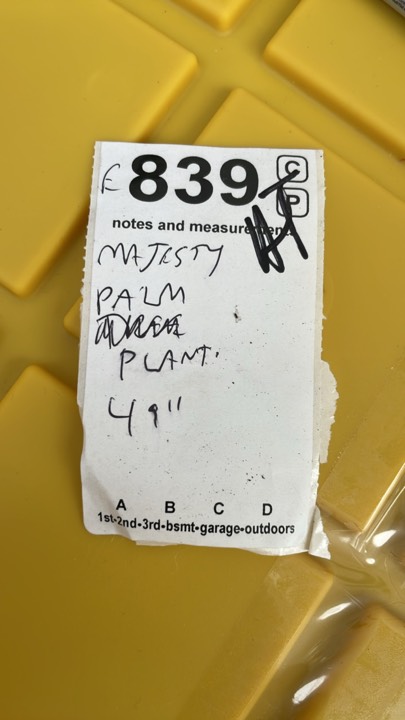 E 839 C
P
notes and measurements
MAJESTY
PALM
PLANT.
49"
A B C D
1st-2nd-3rd-bsmt-garage-outdoors